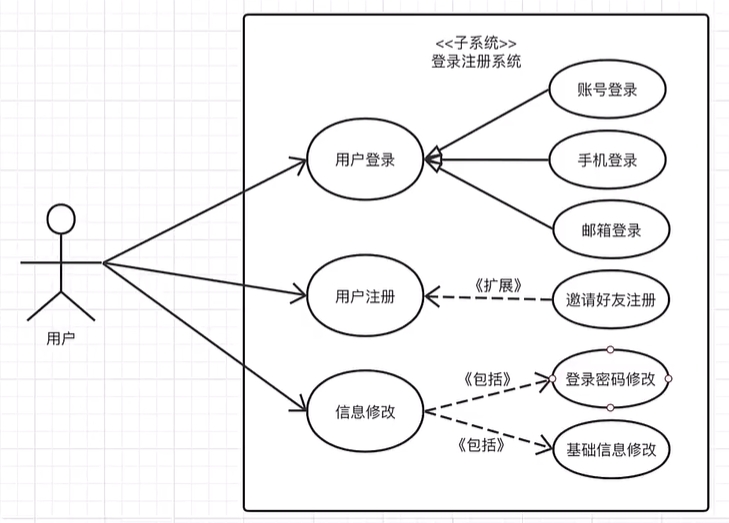 <<子系统>>
登录注册系统
账号登录
用户登录
手机登录
邮箱登录
用户注册
《扩展》
邀请好友注册
用户
《包括》
登录密码修改
信息修改
《包括》
基础信息修改